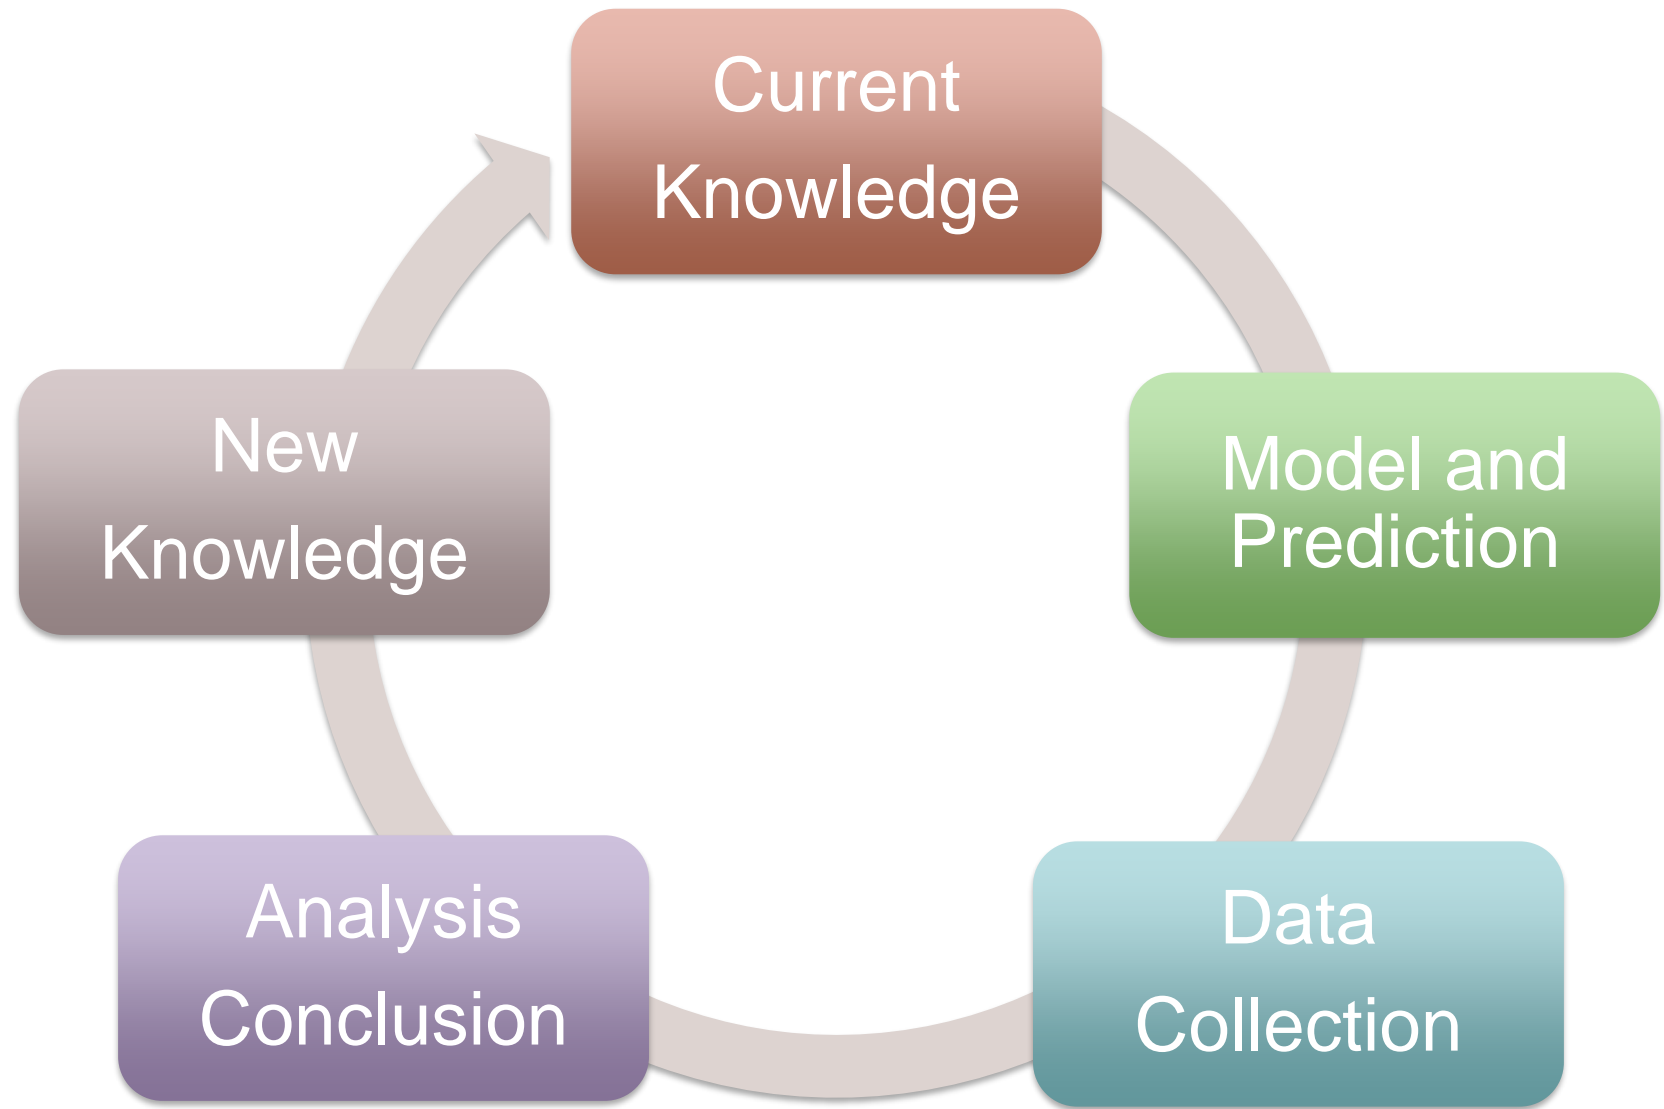 Current
Knowledge
Model and
Prediction
Data
Collection
Analysis
Conclusion
New
Knowledge